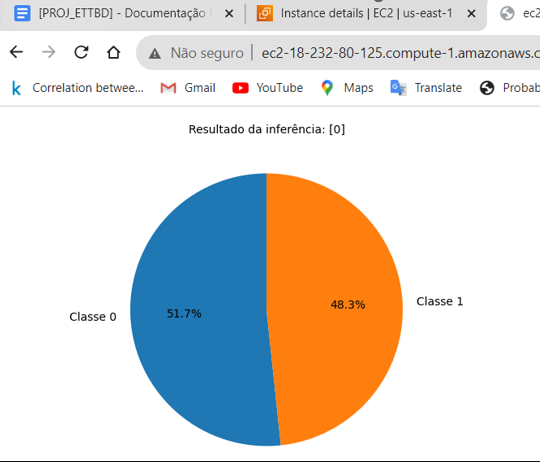 [PROJ_ETTBD] - Documentação
Instance details | EC2 | us-east-1
ec2
Não seguro
ec2-18-232-80-125.compute-1.amazonaws.c
Correlation betwee...
Gmail
YouTube
Maps
Translate
Probab
Resultado da inferência: [0]
51.7%
48.3%
Classe 0
Classe 1